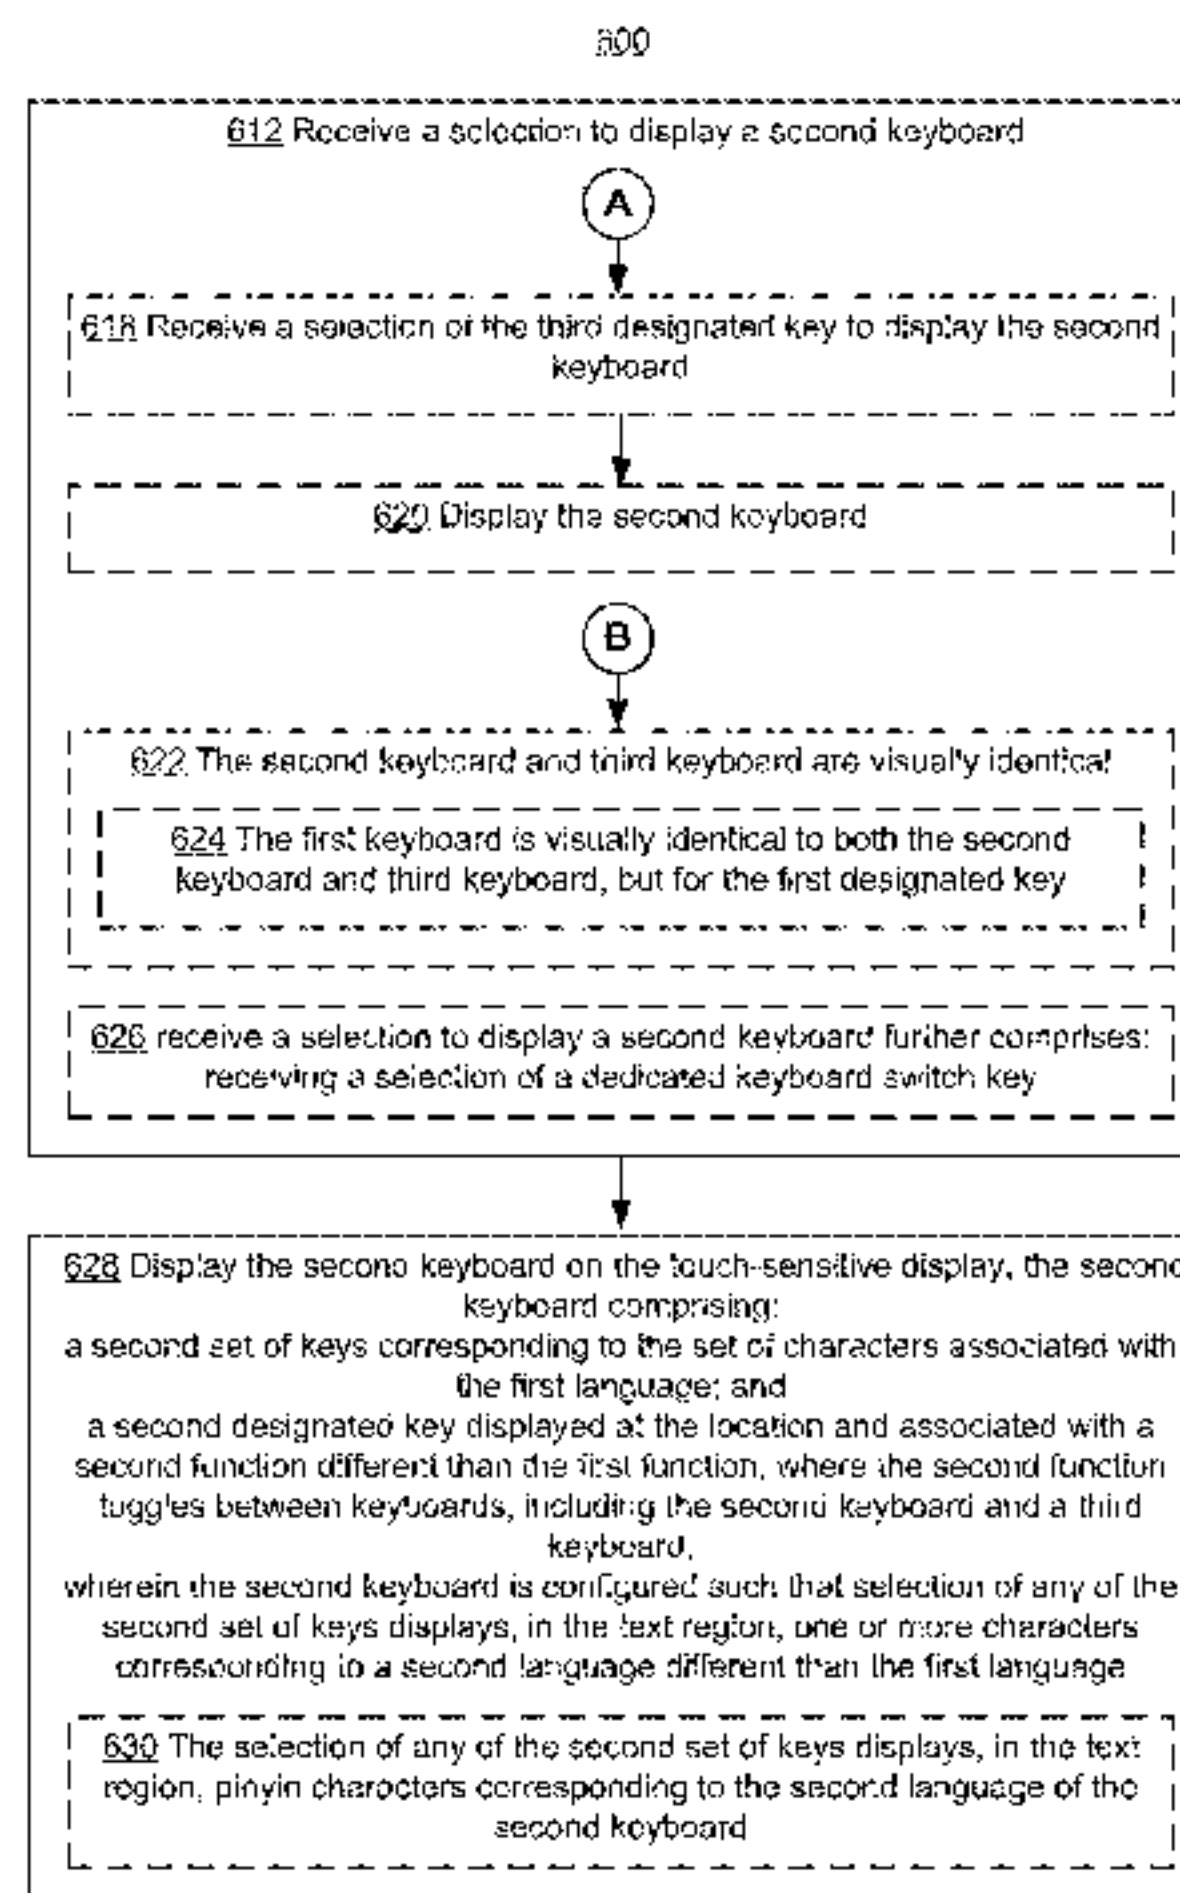 600
612 Receive a selection to display a second keyboard
A
618 Receive a selection of the third designated key to display the second
keyboard
620 Display the second keyboard
B
622 The second keyboard and third keyboard are visually identical
624 The first keyboard is visually identical to both the second
keyboard and third keyboard, but for the first designated key
626 receive a selection to display a second keyboard further comprises:
receiving a selection of a dedicated keyboard switch key
628 Display the second keyboard on the touch-sensitive display, the second
keyboard comprising:
a second set of keys corresponding to the set of characters associated with
the first language; and
a second designated key displayed at the location and associated with a
second function different than the first function, where the second function
toggles between keyboards, including the second keyboard and a third
keyboard,
wherein the second keyboard is configured such that selection of any of the
second set of keys displays, in the text region, one or more characters
corresponding to a second language different than the first language
630 The selection of any of the second set of keys displays, in the text
region, pinyin characters corresponding to the second language of the
second keyboard